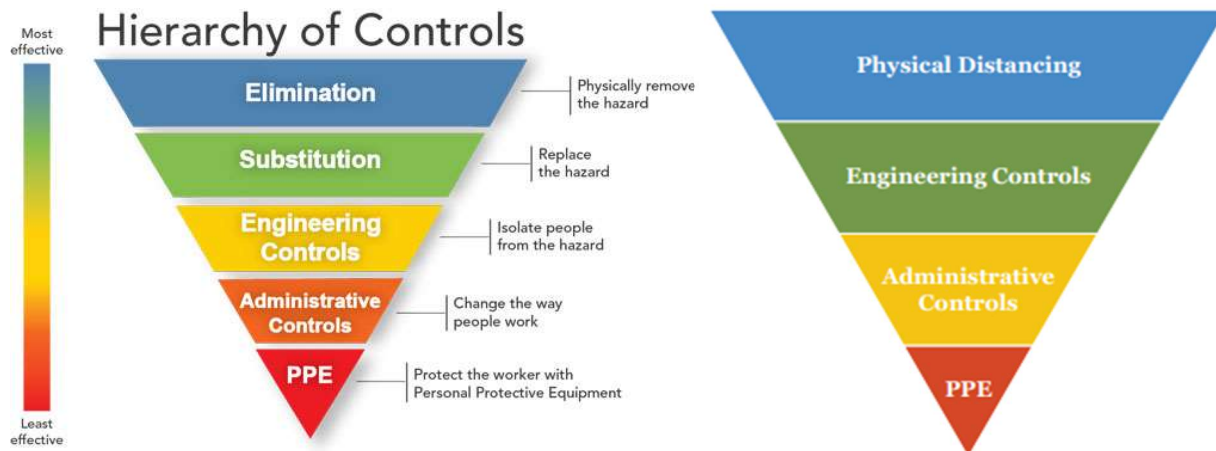 Hierarchy of Controls
Most
effective
Elimination
Physically remove
the hazard
Substitution
Replace
the hazard
Engineering
Controls
Isolate people
from the hazard
Administrative
Controls
Change the way
people work
PPE
Protect the worker with
Personal Protective Equipment
Least
effective
Physical Distancing
Engineering Controls
Administrative
Controls
PPE